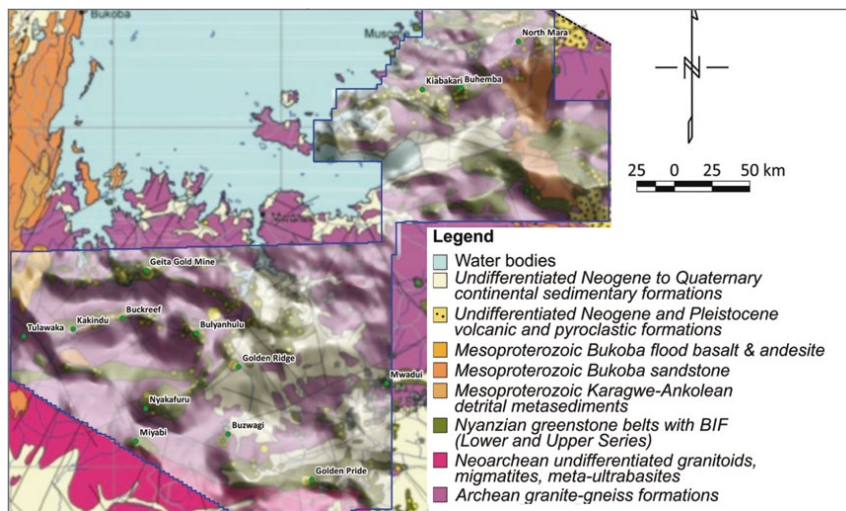 Bukoba
Musoma
North Mara
Kiabakari
Buhemba
N
25 0 25 50 km
Geita Gold Mine
Buckreef
Kakindu
Tulawaka
Bulyanhulu
Golden Ridge
Mwadui
Nyakafuru
Miyabi
Buzwagi
Golden Pride
Legend
Water bodies
Undifferentiated Neogene to Quaternary
continental sedimentary formations
Undifferentiated Neogene and Pleistocene
volcanic and pyroclastic formations
Mesoproterozoic Bukoba flood basalt & andesite
Mesoproterozoic Bukoba sandstone
Mesoproterozoic Karagwe-Ankolean
detrital metasediments
Nyanzian greenstone belts with BIF
(Lower and Upper Series)
Neoarchean undifferentiated granitoids,
migmatites, meta-ultrabasites
Archean granite-gneiss formations